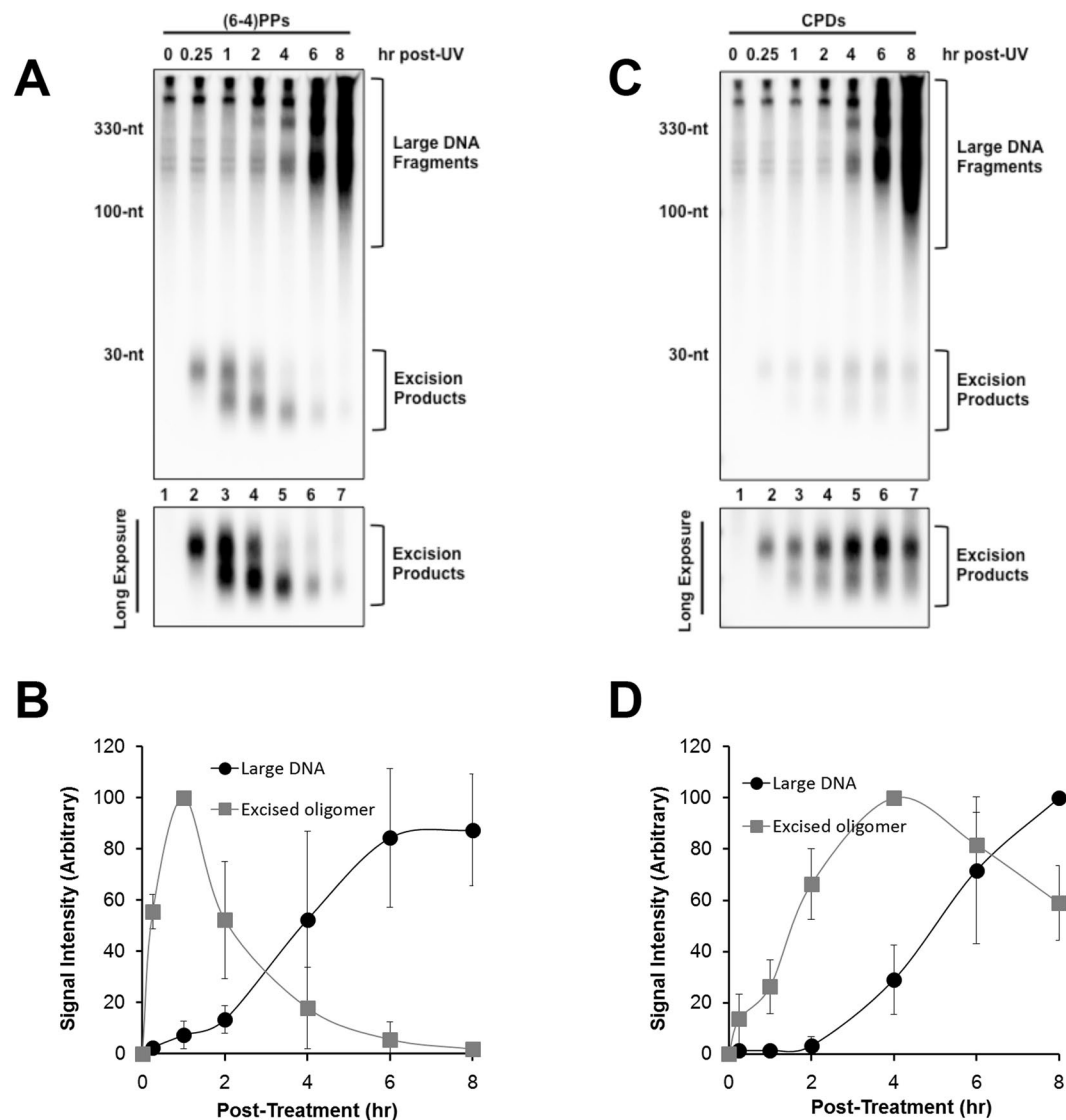 A
(6-4)PPs
0 0.25 1 2 4 6 8 hr post-UV
330-nt
100-nt
30-nt
Large DNA
Fragments
Excision
Products
1 2 3 4 5 6 7
Long Exposure
Excision
Products
C
CPDs
0 0.25 1 2 4 6 8 hr post-UV
330-nt
100-nt
30-nt
Large DNA
Fragments
Excision
Products
1 2 3 4 5 6 7
Long Exposure
Excision
Products
B
Signal Intensity (Arbitrary)
120
100
80
60
40
20
0
Large DNA
Excised oligomer
0 2 4 6 8
Post-Treatment (hr)
D
Signal Intensity (Arbitrary)
120
100
80
60
40
20
0
Large DNA
Excised oligomer
0 2 4 6 8
Post-Treatment (hr)